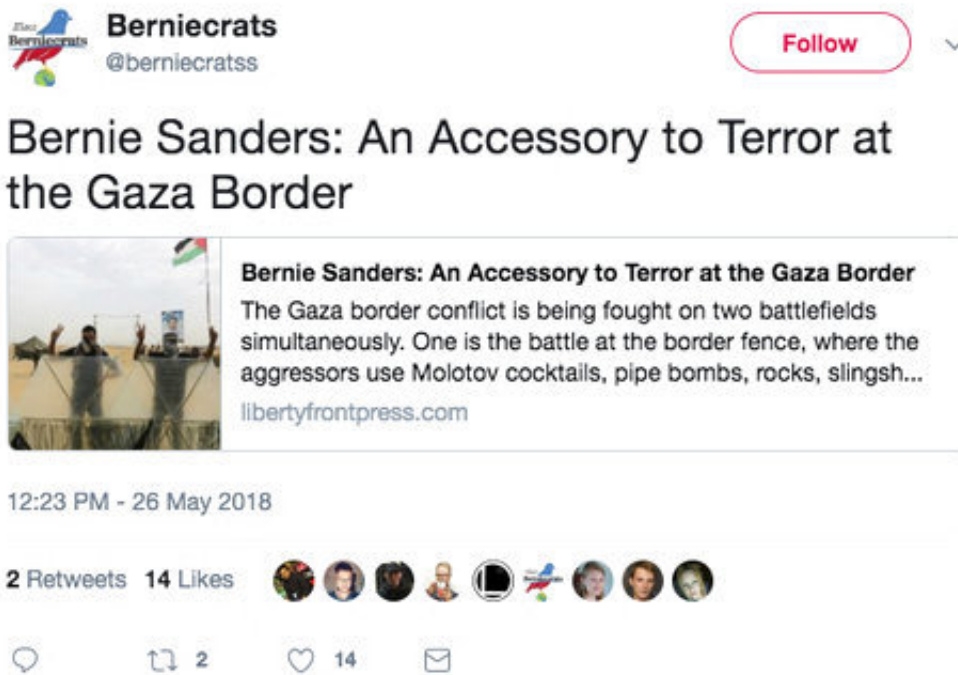 Berniecrats
Berniecrats
@berniecratss
Follow
Bernie Sanders: An Accessory to Terror at
the Gaza Border
Bernie Sanders: An Accessory to Terror at the Gaza Border
The Gaza border conflict is being fought on two battlefields
simultaneously. One is the battle at the border fence, where the
aggressors use Molotov cocktails, pipe bombs, rocks, slingsh...
libertyfrontpress.com
12:23 PM - 26 May 2018
2 Retweets 14 Likes
2 14